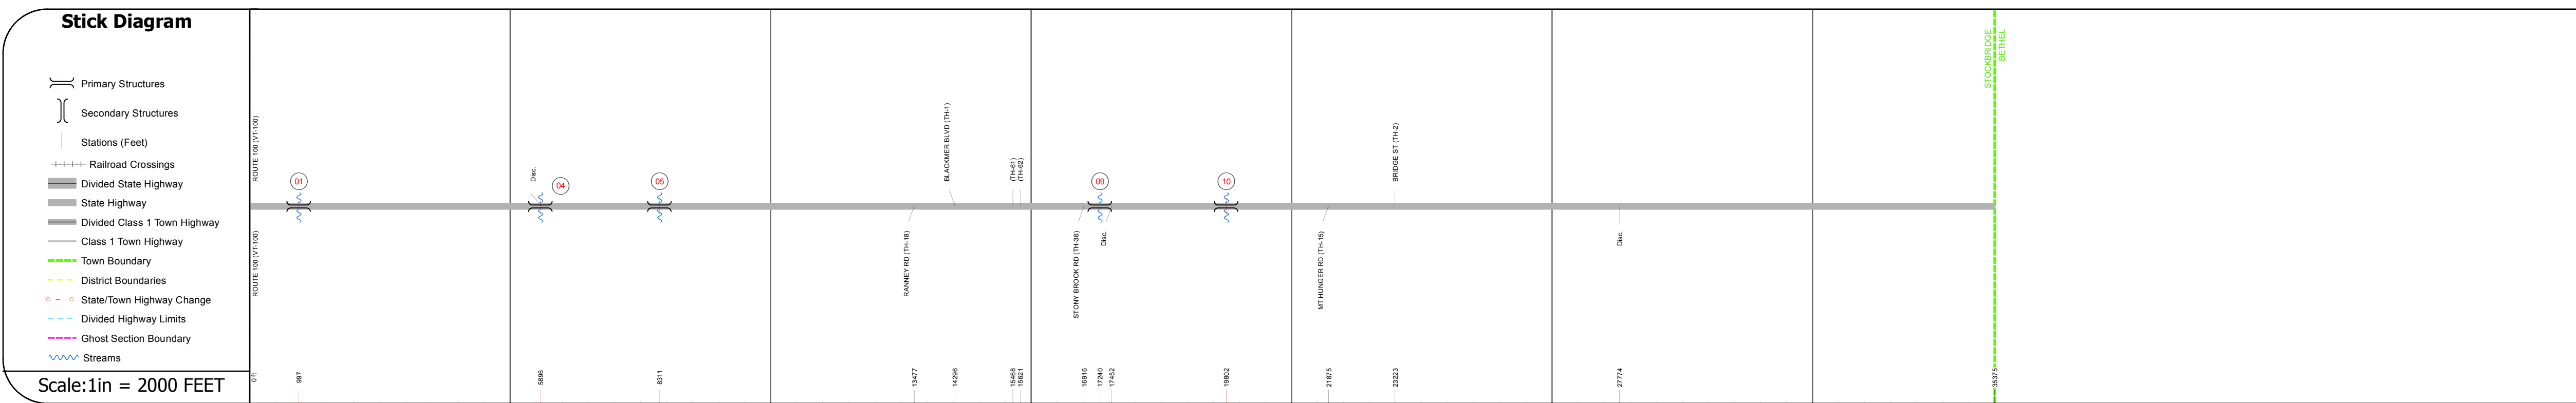 Stick Diagram
Primary Structures
Secondary Structures
Stations (Feet)
Railroad Crossings
Divided State Highway
State Highway
Divided Class 1 Town Highway
Class 1 Town Highway
Town Boundary
District Boundaries
State/Town Highway Change
Divided Highway Limits
Ghost Section Boundary
Streams
Scale:1in = 2000 FEET
ROUTE 100 (VT-100)
ROUTE 100 (VT-100)
0 ft
01
997
Disc.
04
5896
05
8311
RANNEY RD (TH-18)
13477
BLACKMER BLVD (TH-1)
14296
(TH-61)
15468
(TH-62)
15621
STONY BROOK RD (TH-36)
16916
09
17240
Disc.
17452
10
19802
MT HUNGER RD (TH-15)
21875
BRIDGE ST (TH-2)
23223
Disc.
27774
STOCKBRIDGE
BETHEL
35375